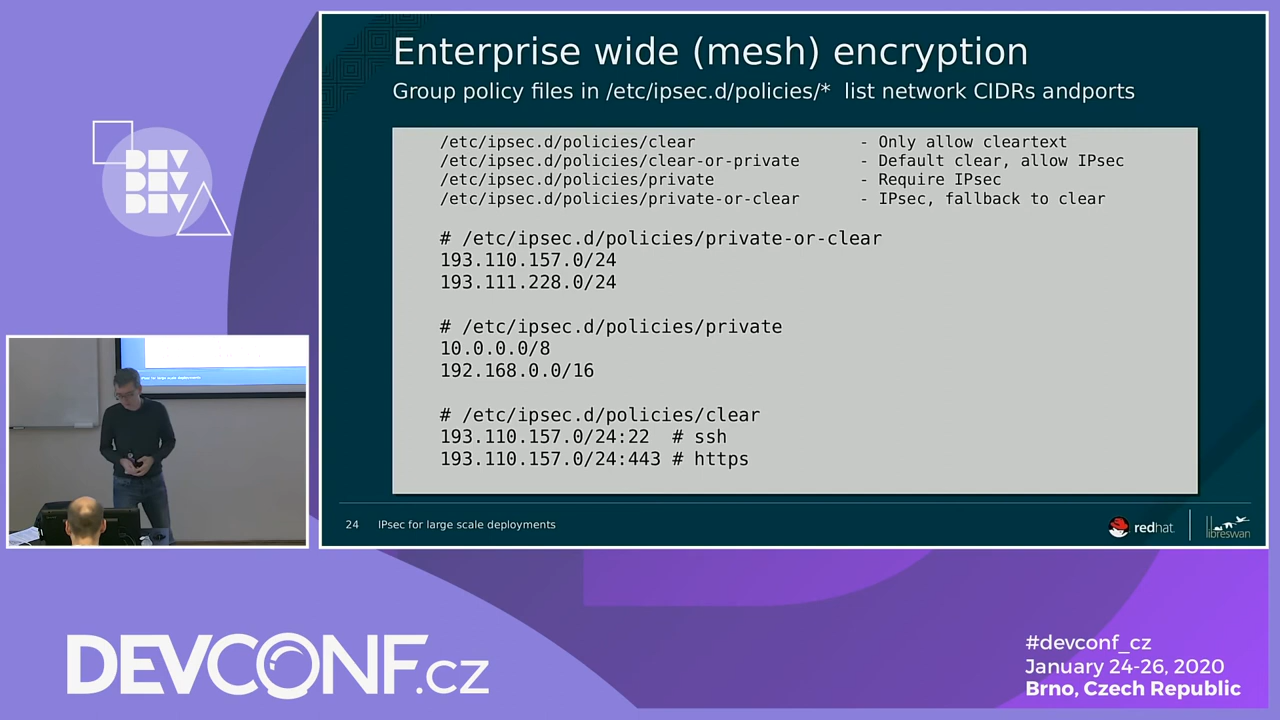 Enterprise wide (mesh) encryption
Group policy files in /etc/ipsec.d/policies/* list network CIDRs andports
/etc/ipsec.d/policies/clear - Only allow cleartext
/etc/ipsec.d/policies/clear-or-private - Default clear, allow IPsec
/etc/ipsec.d/policies/private - Require IPsec
/etc/ipsec.d/policies/private-or-clear - IPsec, fallback to clear
# /etc/ipsec.d/policies/private-or-clear
193.110.157.0/24
193.111.228.0/24
# /etc/ipsec.d/policies/private
10.0.0.0/8
192.168.0.0/16
# /etc/ipsec.d/policies/clear
193.110.157.0/24:22 # ssh
193.110.157.0/24:443 # https
24 IPsec for large scale deployments
redhat.
libreswan
DEV
DEV
DEV
DEVCONF.cz
#devconf_cz
January 24-26, 2020
Brno, Czech Republic